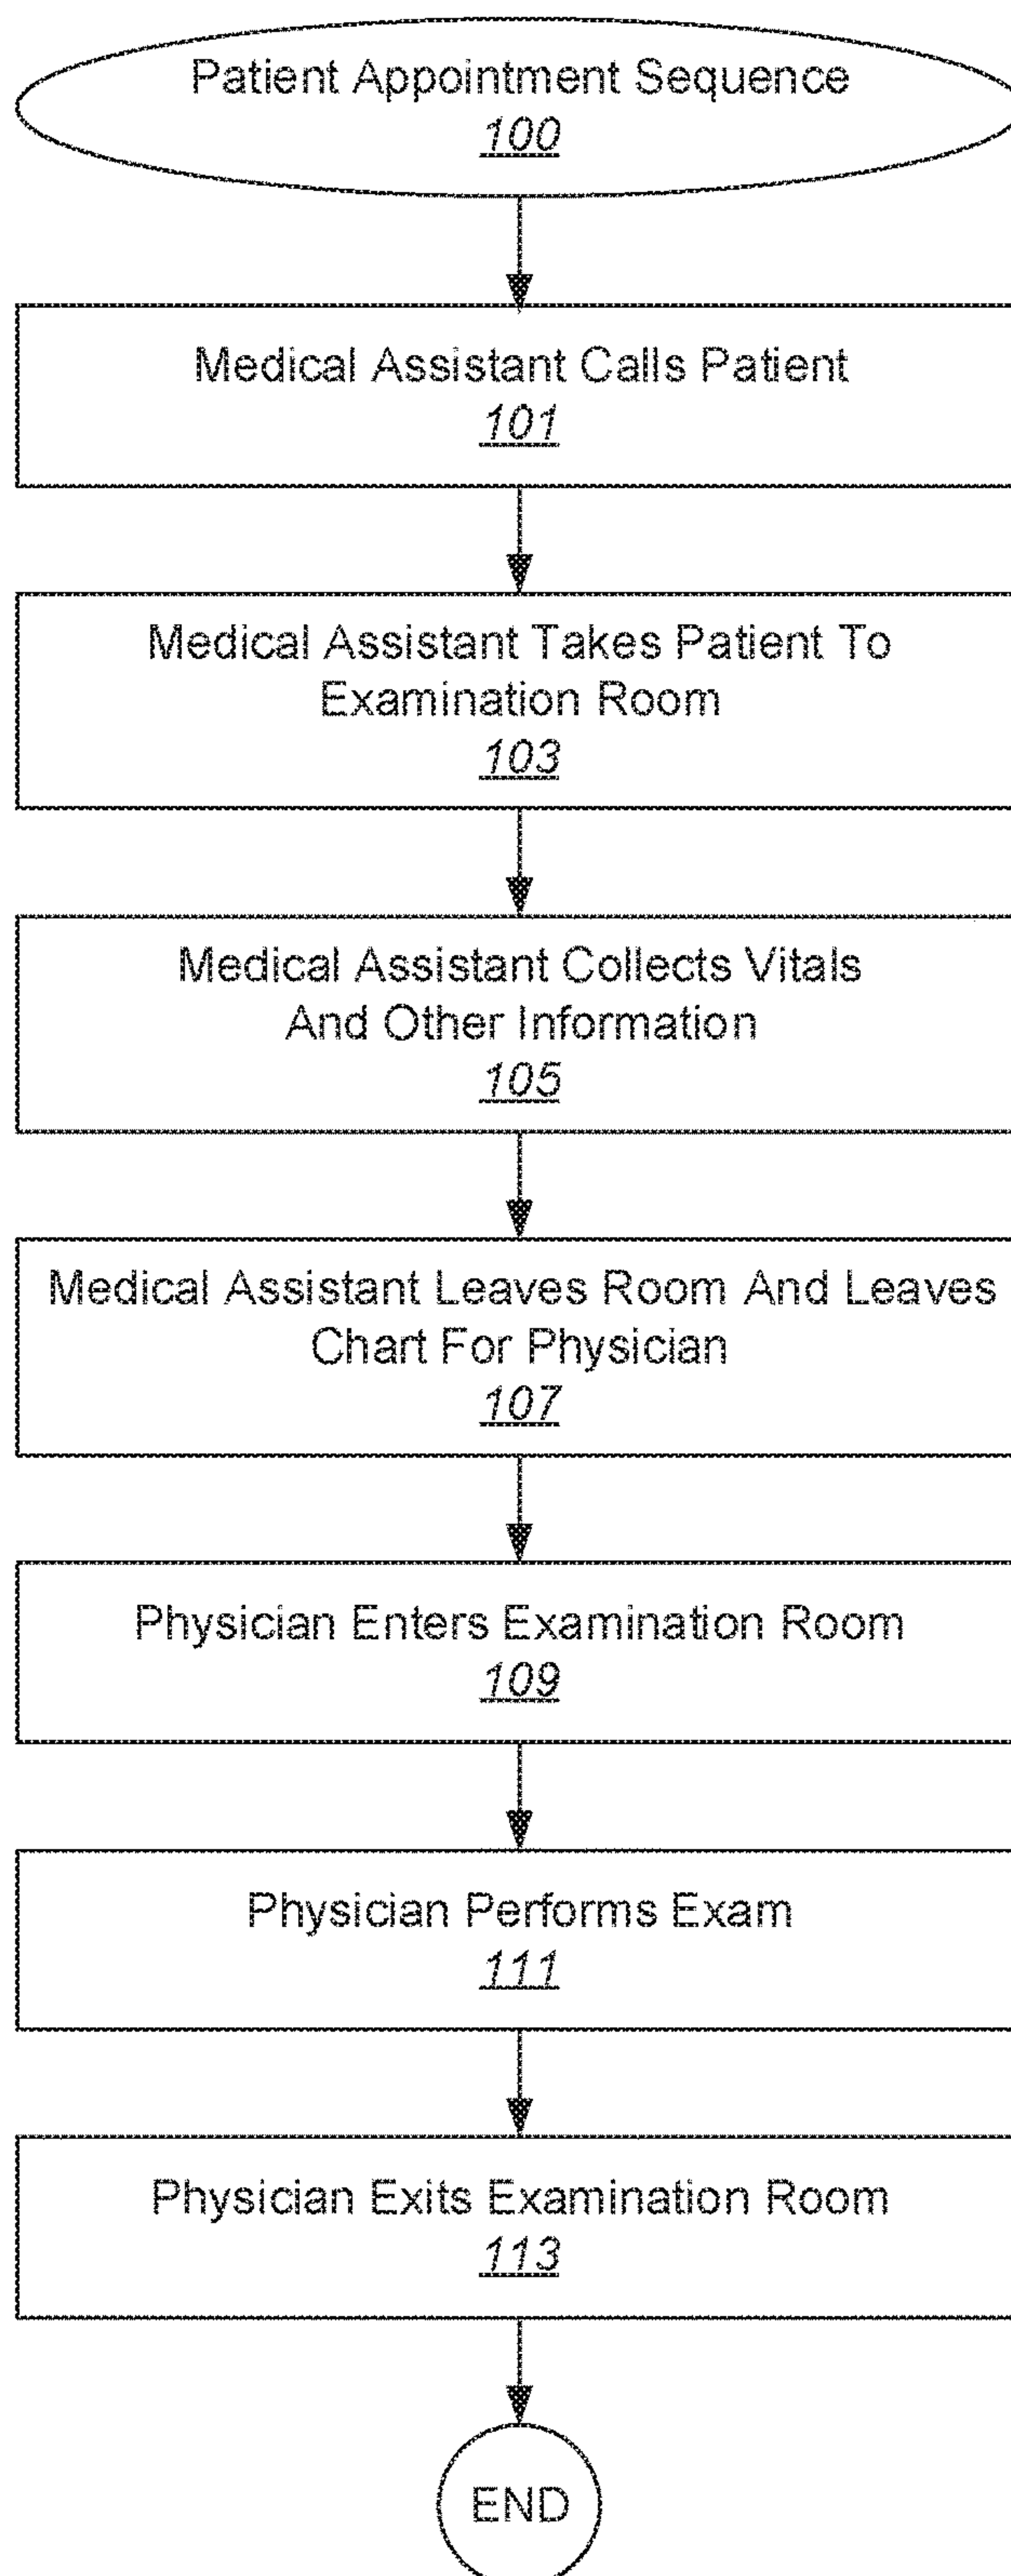 Patient Appointment Sequence
100
Medical Assistant Calls Patient
101
Medical Assistant Takes Patient To
Examination Room
103
Medical Assistant Collects Vitals
And Other Information
105
Medical Assistant Leaves Room And Leaves
Chart For Physician
107
Physician Enters Examination Room
109
Physician Performs Exam
111
Physician Exits Examination Room
113
END